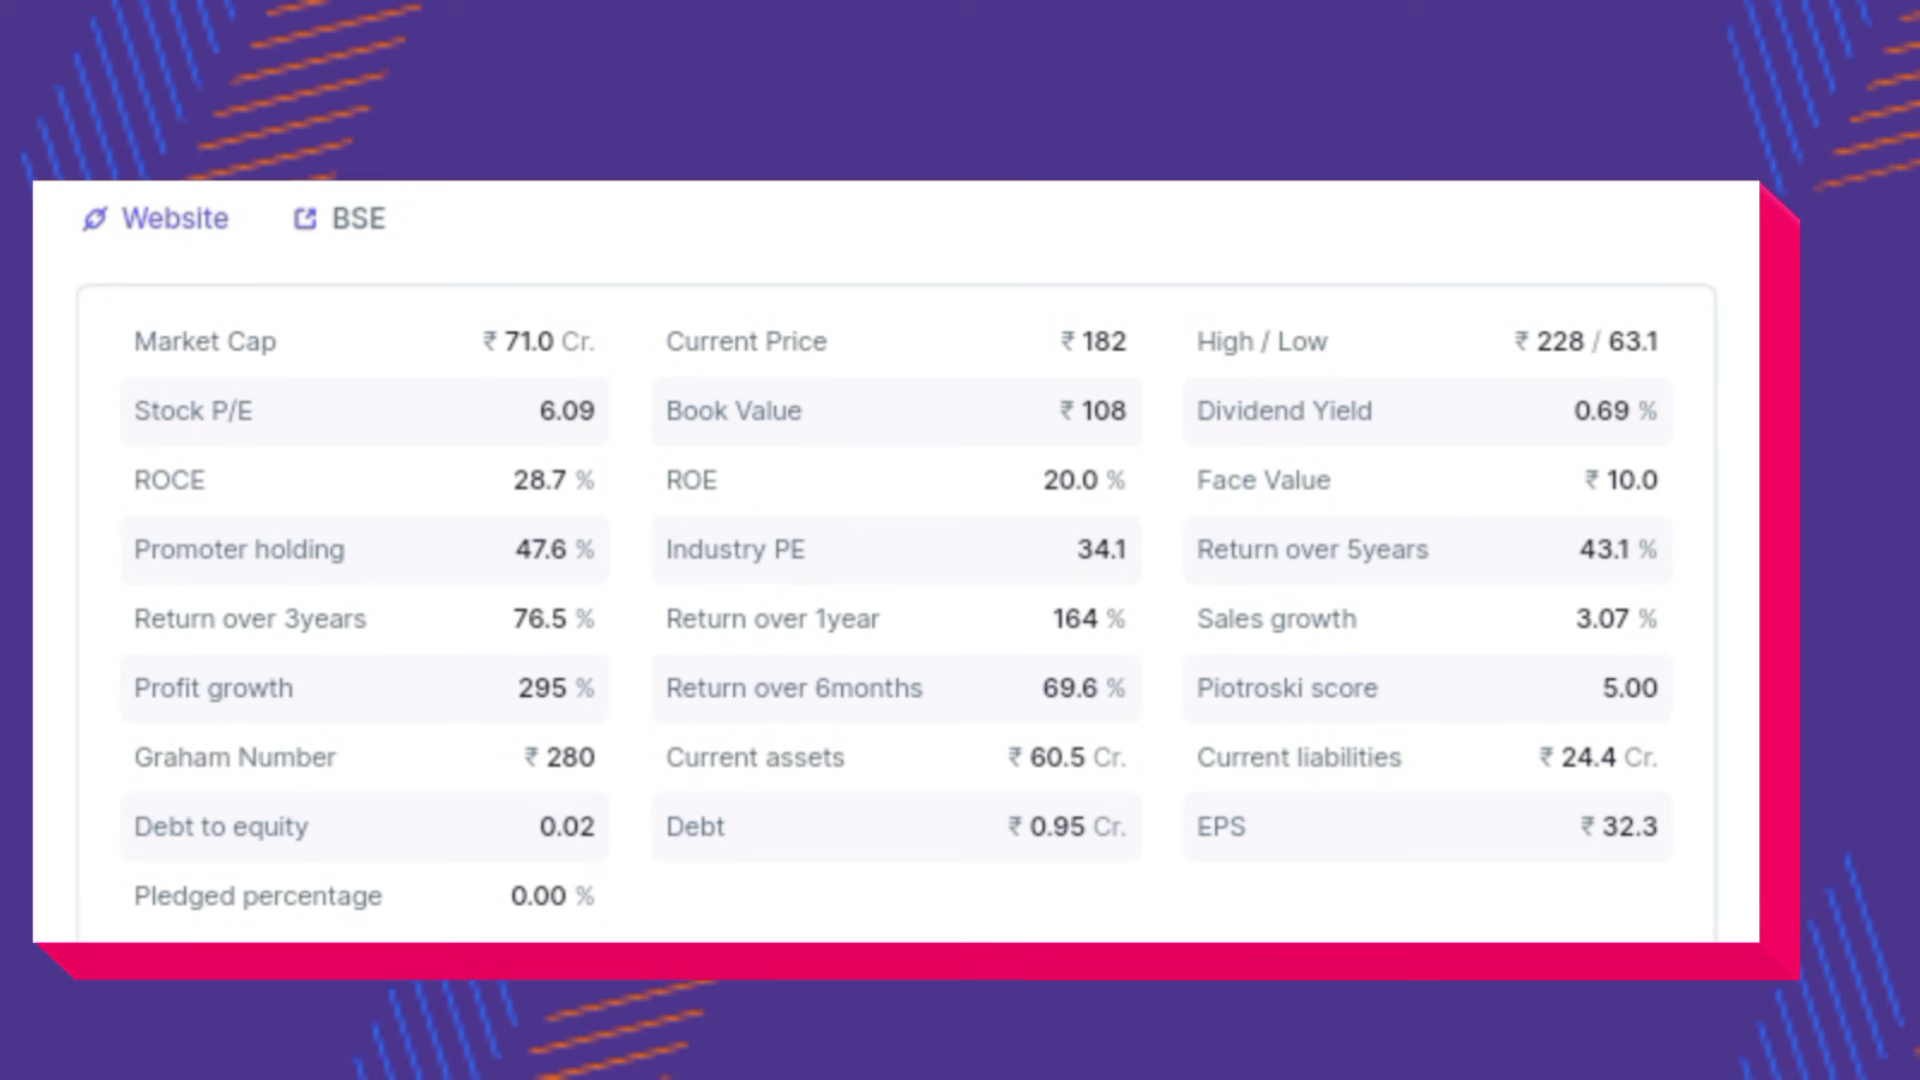 Website BSE
Market Cap ₹ 71.0 Cr. Current Price ₹ 182 High / Low ₹ 228 / 63.1
Stock P/E 6.09 Book Value ₹ 108 Dividend Yield 0.69 %
ROCE 28.7 % ROE 20.0 % Face Value ₹ 10.0
Promoter holding 47.6 % Industry PE 34.1 Return over 5years 43.1 %
Return over 3years 76.5 % Return over 1year 164 % Sales growth 3.07 %
Profit growth 295 % Return over 6months 69.6 % Piotroski score 5.00
Graham Number ₹ 280 Current assets ₹ 60.5 Cr. Current liabilities ₹ 24.4 Cr.
Debt to equity 0.02 Debt ₹ 0.95 Cr. EPS ₹ 32.3
Pledged percentage 0.00 %